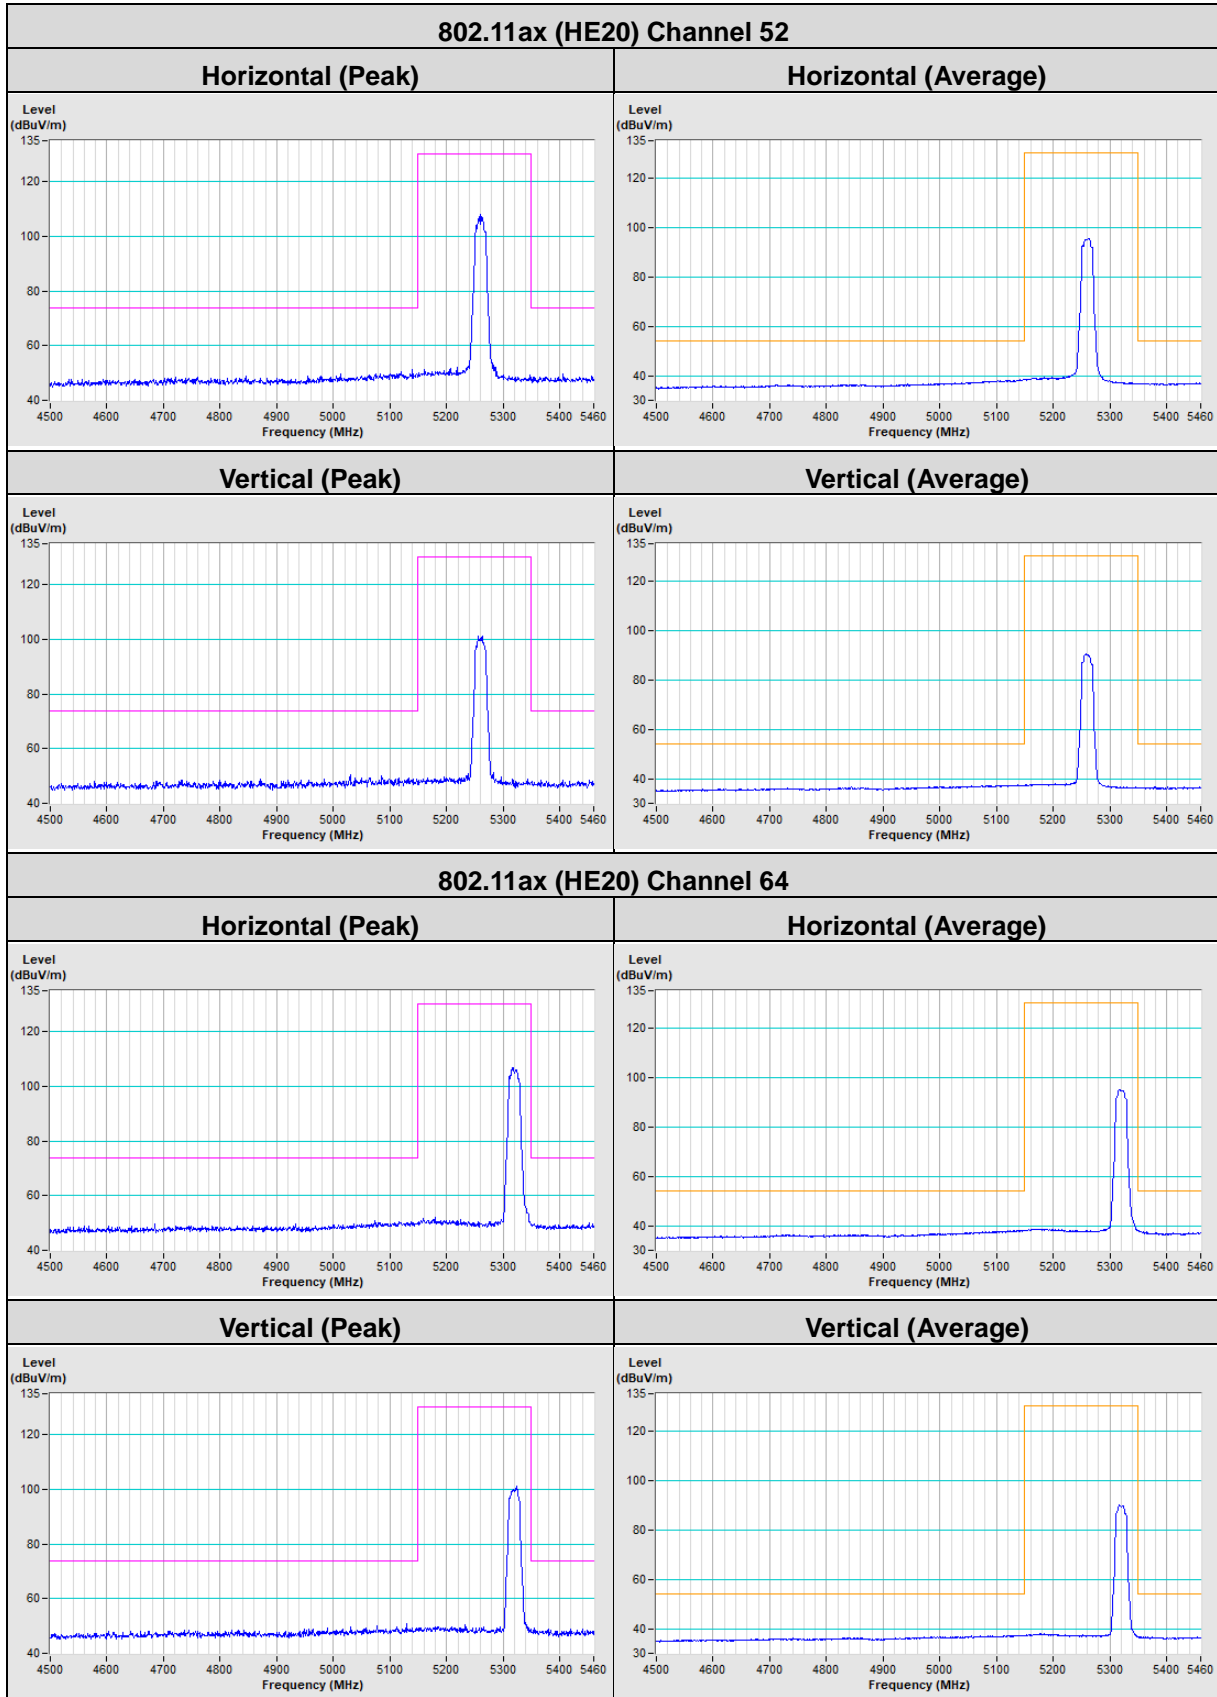 802.11ax (HE20) Channel 52
Horizontal (Peak)
Horizontal (Average)
Level
(dBuV/m)
135
120
100
80
60
40
4500 4600 4700 4800 4900 5000 5100 5200 5300 5400 5460
Frequency (MHz)
Level
(dBuV/m)
135
120
100
80
60
40
30
4500 4600 4700 4800 4900 5000 5100 5200 5300 5400 5460
Frequency (MHz)
Vertical (Peak)
Vertical (Average)
Level
(dBuV/m)
135
120
100
80
60
40
4500 4600 4700 4800 4900 5000 5100 5200 5300 5400 5460
Frequency (MHz)
Level
(dBuV/m)
135
120
100
80
60
40
30
4500 4600 4700 4800 4900 5000 5100 5200 5300 5400 5460
Frequency (MHz)
802.11ax (HE20) Channel 64
Horizontal (Peak)
Horizontal (Average)
Level
(dBuV/m)
135
120
100
80
60
40
4500 4600 4700 4800 4900 5000 5100 5200 5300 5400 5460
Frequency (MHz)
Level
(dBuV/m)
135
120
100
80
60
40
30
4500 4600 4700 4800 4900 5000 5100 5200 5300 5400 5460
Frequency (MHz)
Vertical (Peak)
Vertical (Average)
Level
(dBuV/m)
135
120
100
80
60
40
4500 4600 4700 4800 4900 5000 5100 5200 5300 5400 5460
Frequency (MHz)
Level
(dBuV/m)
135
120
100
80
60
40
30
4500 4600 4700 4800 4900 5000 5100 5200 5300 5400 5460
Frequency (MHz)